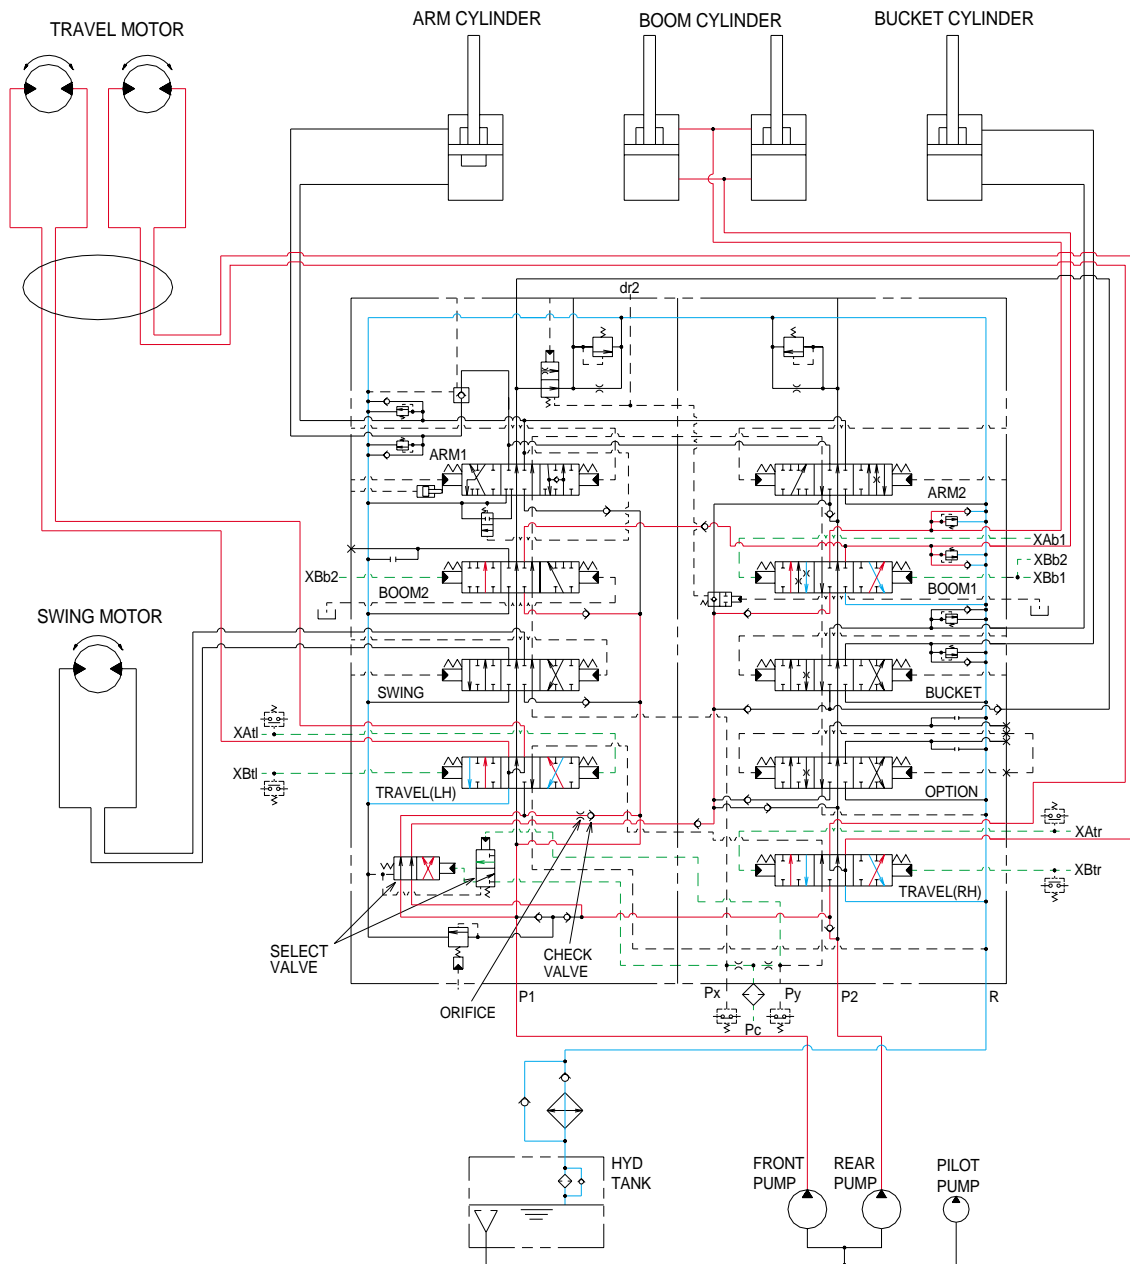 ARM CYLINDER
BOOM CYLINDER
BUCKET CYLINDER
TRAVEL MOTOR
dr2
ARM1
ARM2
XAb1
XBb2
XBb2
XBb1
BOOM2
BOOM1
SWING MOTOR
SWING
BUCKET
XAtl
XBtl
TRAVEL(LH)
OPTION
XAtr
XBtr
TRAVEL(RH)
SELECT
VALVE
CHECK
VALVE
ORIFICE
P1
Px
Py
P2
R
Pc
HYD
TANK
FRONT
PUMP
REAR
PUMP
PILOT
PUMP